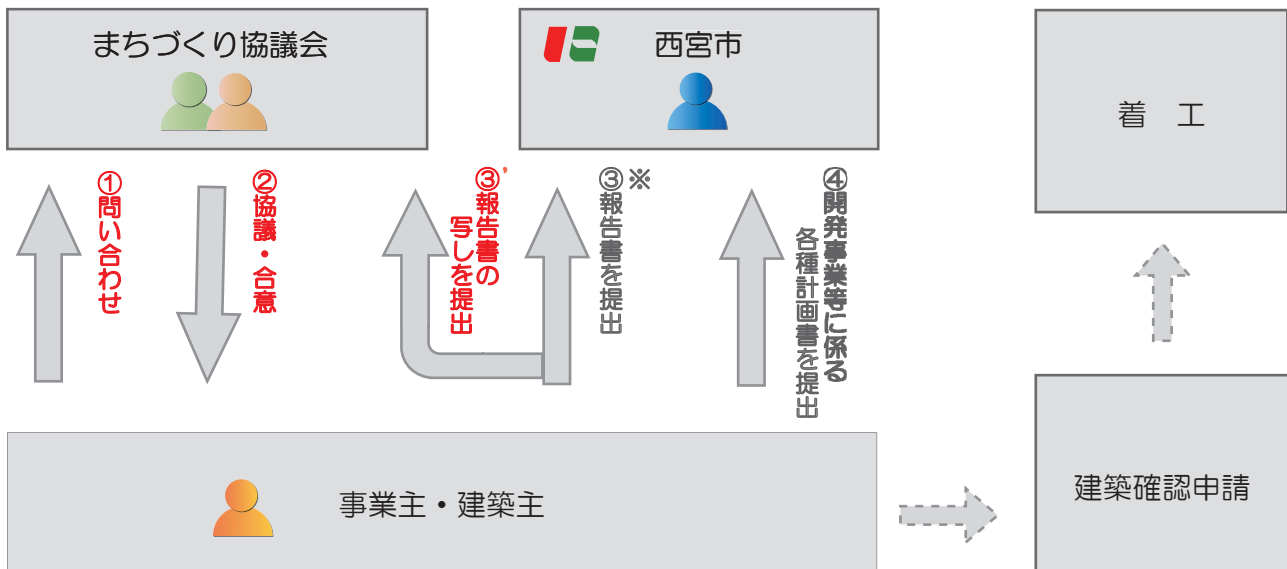 まちづくり協議会
西宮市
着　工
①問い合わせ
②協議・合意
③’報告書の
写しを提出
③※報告書を提出
④開発事業等に係る
各種計画書を提出
事業主・建築主
建築確認申請